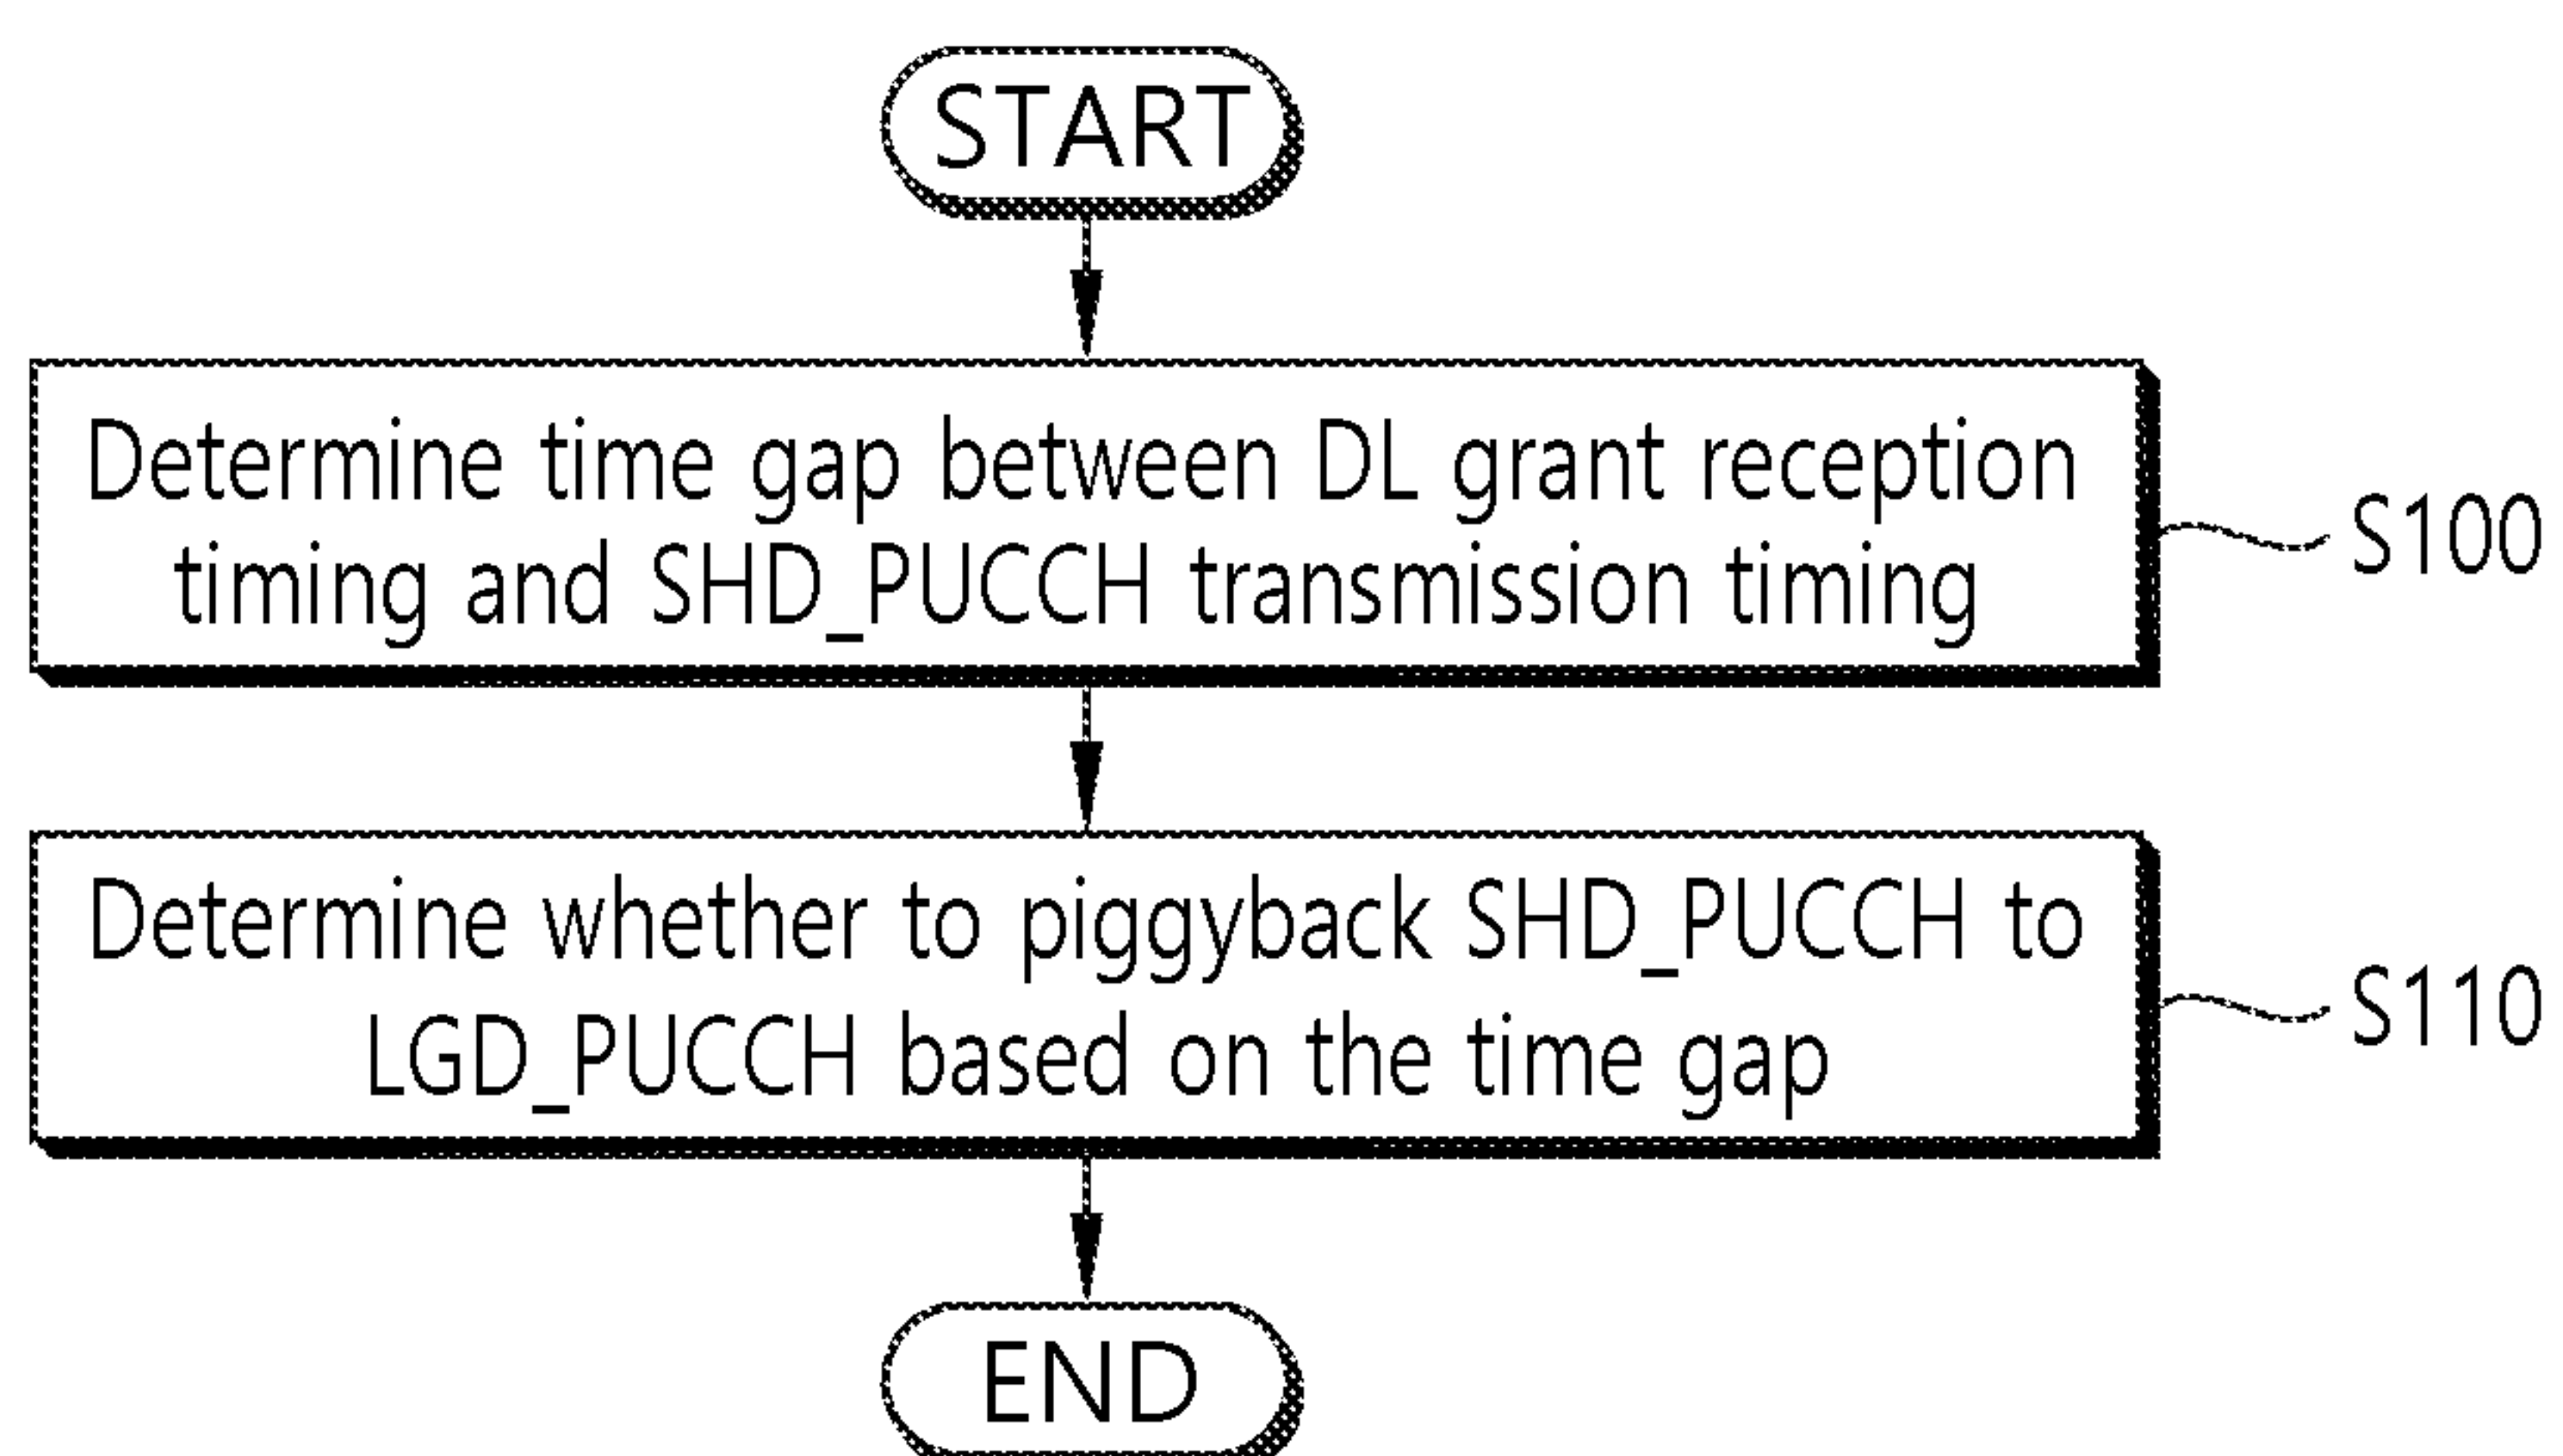 START
Determine time gap between DL grant reception
timing and SHD_PUCCH transmission timing
S100
Determine whether to piggyback SHD_PUCCH to
LGD_PUCCH based on the time gap
S110
END